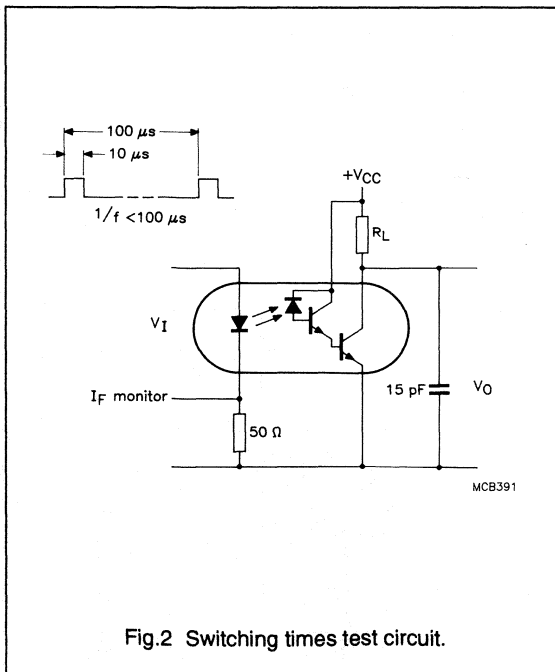 100 μs
10 μs
1/f <100 μs
+VCC
RL
VI
IF monitor
50 Ω
15 pF
VO
MCB391
Fig.2 Switching times test circuit.